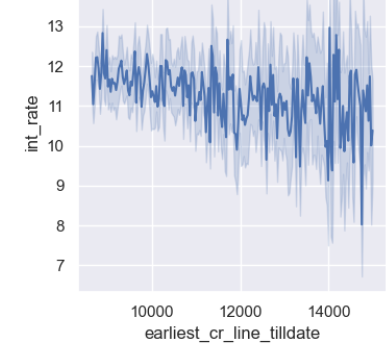 13
12
11
10
9
8
7
int_rate
10000 12000 14000
earliest_cr_line_tilldate